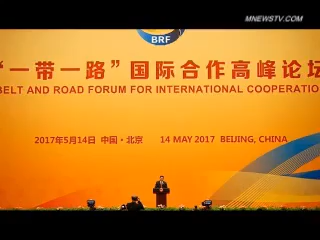 MNEWSTV.COM
BRF
“一带一路”国际合作高峰论坛
BELT AND ROAD FORUM FOR INTERNATIONAL COOPERATION
2017年5月14日 中国·北京 14 MAY 2017 BEIJING, CHINA